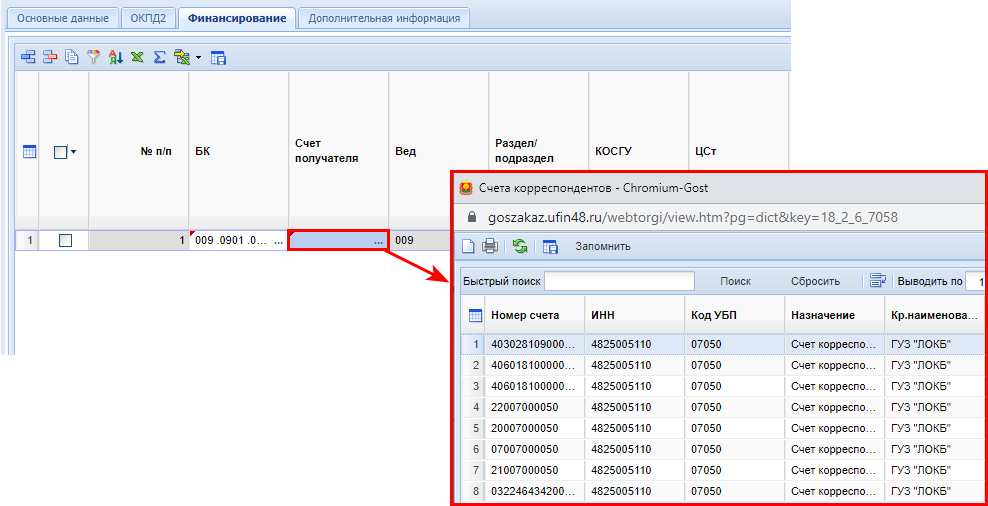 Основные данные ОКПД2 Финансирование Дополнительная информация
№ п/п БК Счет получателя Вед Раздел/ подраздел КОСГУ ЦСт
1 1 009 .0901 .0... ... ... 009
Счета корреспондентов - Chromium-Gost
goszakaz.ufin48.ru/webtorgi/view.htm?pg=dict&key=18_2_6_7058
Запомнить
Быстрый поиск Поиск Сбросить Выводить по 1
Номер счета ИНН Код УБП Назначение Кр.наименова...
1 403028109000... 4825005110 07050 Счет корреспо... ГУЗ "ЛОКБ"
2 406018100000... 4825005110 07050 Счет корреспо... ГУЗ "ЛОКБ"
3 406018100000... 4825005110 07050 Счет корреспо... ГУЗ "ЛОКБ"
4 22007000050 4825005110 07050 Счет корреспо... ГУЗ "ЛОКБ"
5 20007000050 4825005110 07050 Счет корреспо... ГУЗ "ЛОКБ"
6 07007000050 4825005110 07050 Счет корреспо... ГУЗ "ЛОКБ"
7 21007000050 4825005110 07050 Счет корреспо... ГУЗ "ЛОКБ"
8 032246434200... 4825005110 07050 Счет корреспо... ГУЗ "ЛОКБ"